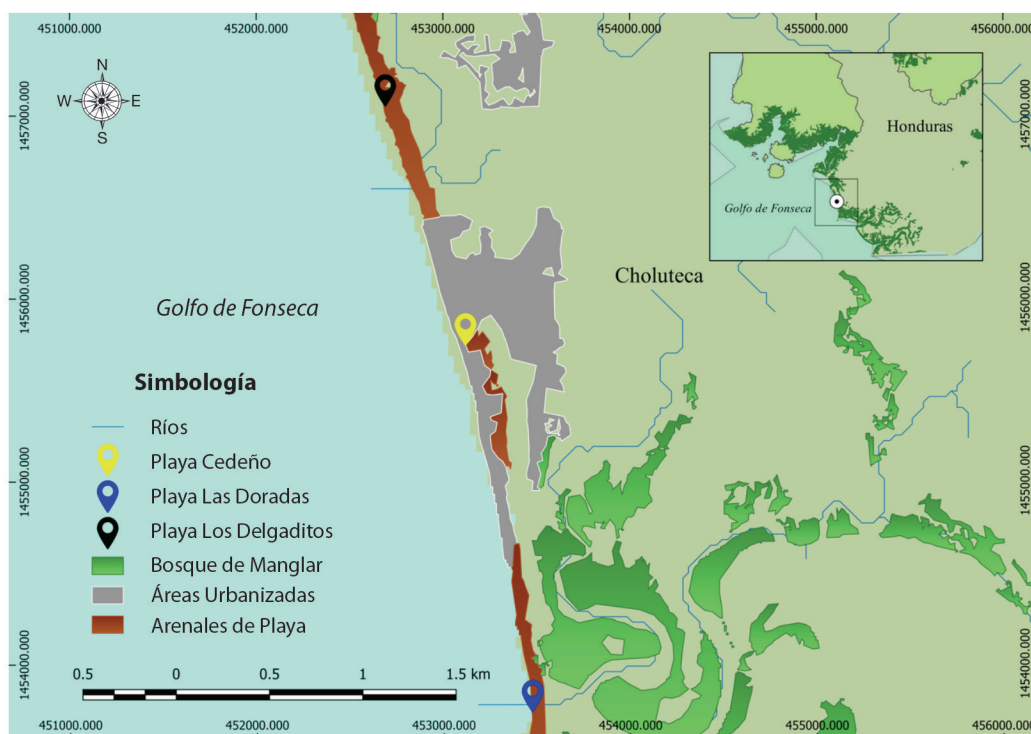 451000.000 452000.000 453000.000 454000.000 455000.000 456000.000
1457000.000
1456000.000
1455000.000
1454000.000
N
W E
S
Honduras
Golfo de Fonseca
Choluteca
Golfo de Fonseca
Simbología
Ríos
Playa Cedeño
Playa Las Doradas
Playa Los Delgaditos
Bosque de Manglar
Áreas Urbanizadas
Arenales de Playa
0.5 0 0.5 1 1.5 km
1457000.000
1456000.000
1455000.000
1454000.000
451000.000 452000.000 453000.000 454000.000 455000.000 456000.000